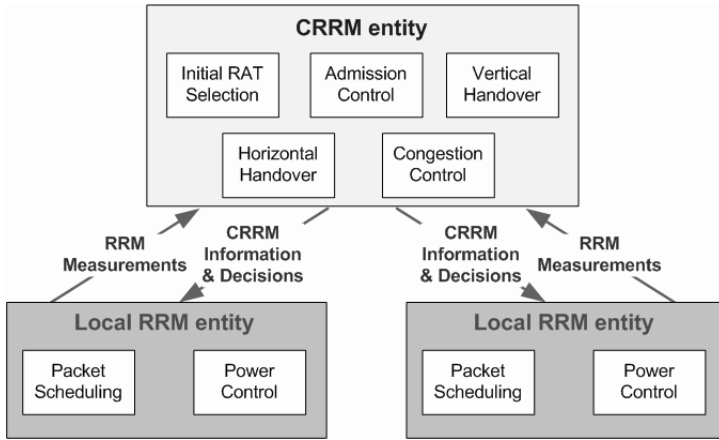 CRRM entity
Initial RAT
Selection
Admission
Control
Vertical
Handover
Horizontal
Handover
Congestion
Control
RRM
Measurements
CRRM
Information
& Decisions
CRRM
Information
& Decisions
RRM
Measurements
Local RRM entity
Packet
Scheduling
Power
Control
Local RRM entity
Packet
Scheduling
Power
Control